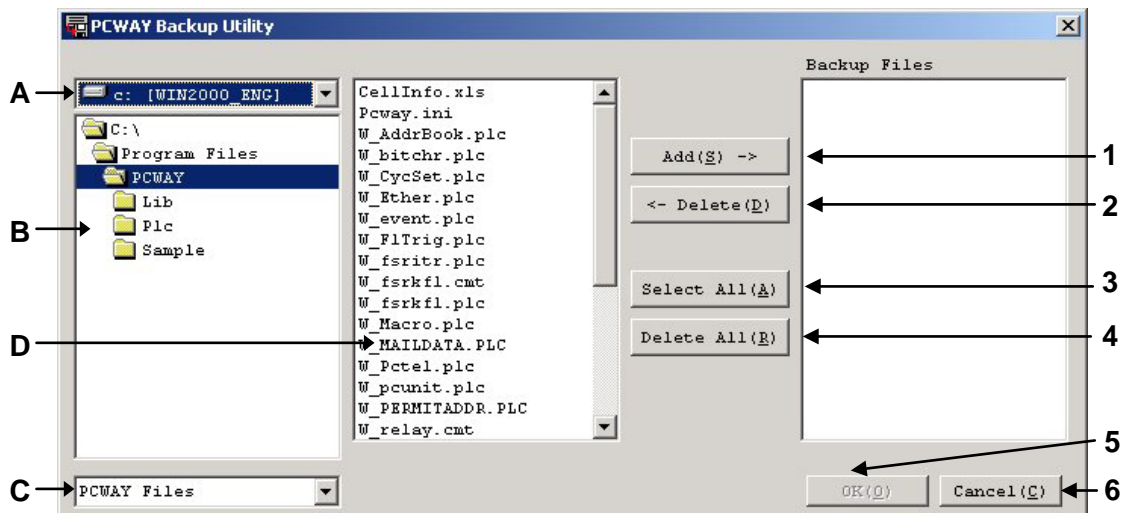 PCWAY Backup Utility
Backup Files
A
c: [WIN2000_ENG]
C:\
Program Files
PCWAY
Lib
B
Plc
Sample
C
PCWAY Files
CellInfo.xls
Pcway.ini
W_AddrBook.plc
W_bitchr.plc
W_CycSet.plc
W_Ether.plc
W_event.plc
W_FlTrig.plc
W_fsritr.plc
W_fsrkfl.cmt
W_fsrkfl.plc
W_Macro.plc
D
W_MAILDATA.PLC
W_Pctel.plc
W_pcunit.plc
W_PERMITADDR.PLC
W_relay.cmt
Add(S) ->
1
<- Delete(D)
2
Select All(A)
3
Delete All(R)
4
5
OK(O)
Cancel(C)
6